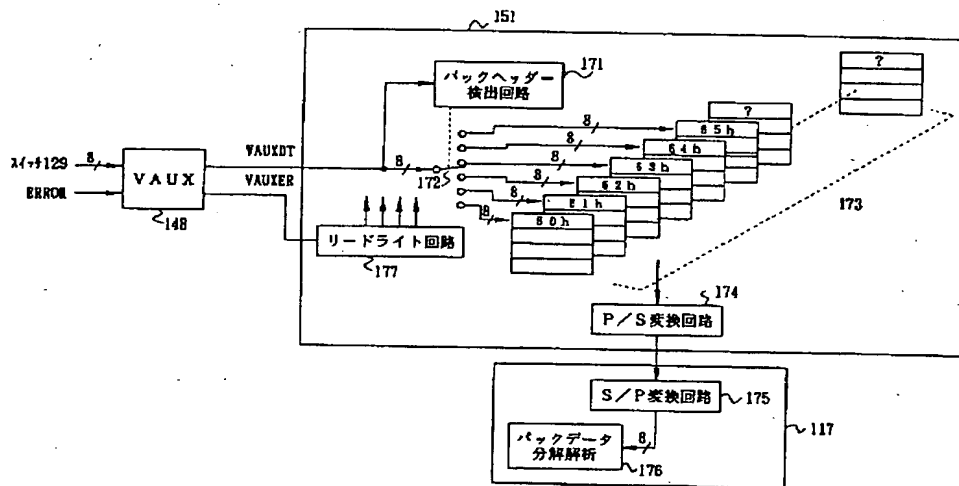 151
?
パックヘッダー
検出回路
171
?
65h
64h
63h
62h
61h
60h
8
8
8
8
8
8
VAUXDT
スイッチ129
8
VAUX
VAUXER
172
173
ERROR
148
リードライト回路
177
174
P/S変換回路
S/P変換回路
175
117
パックデータ
分解解析
8
176